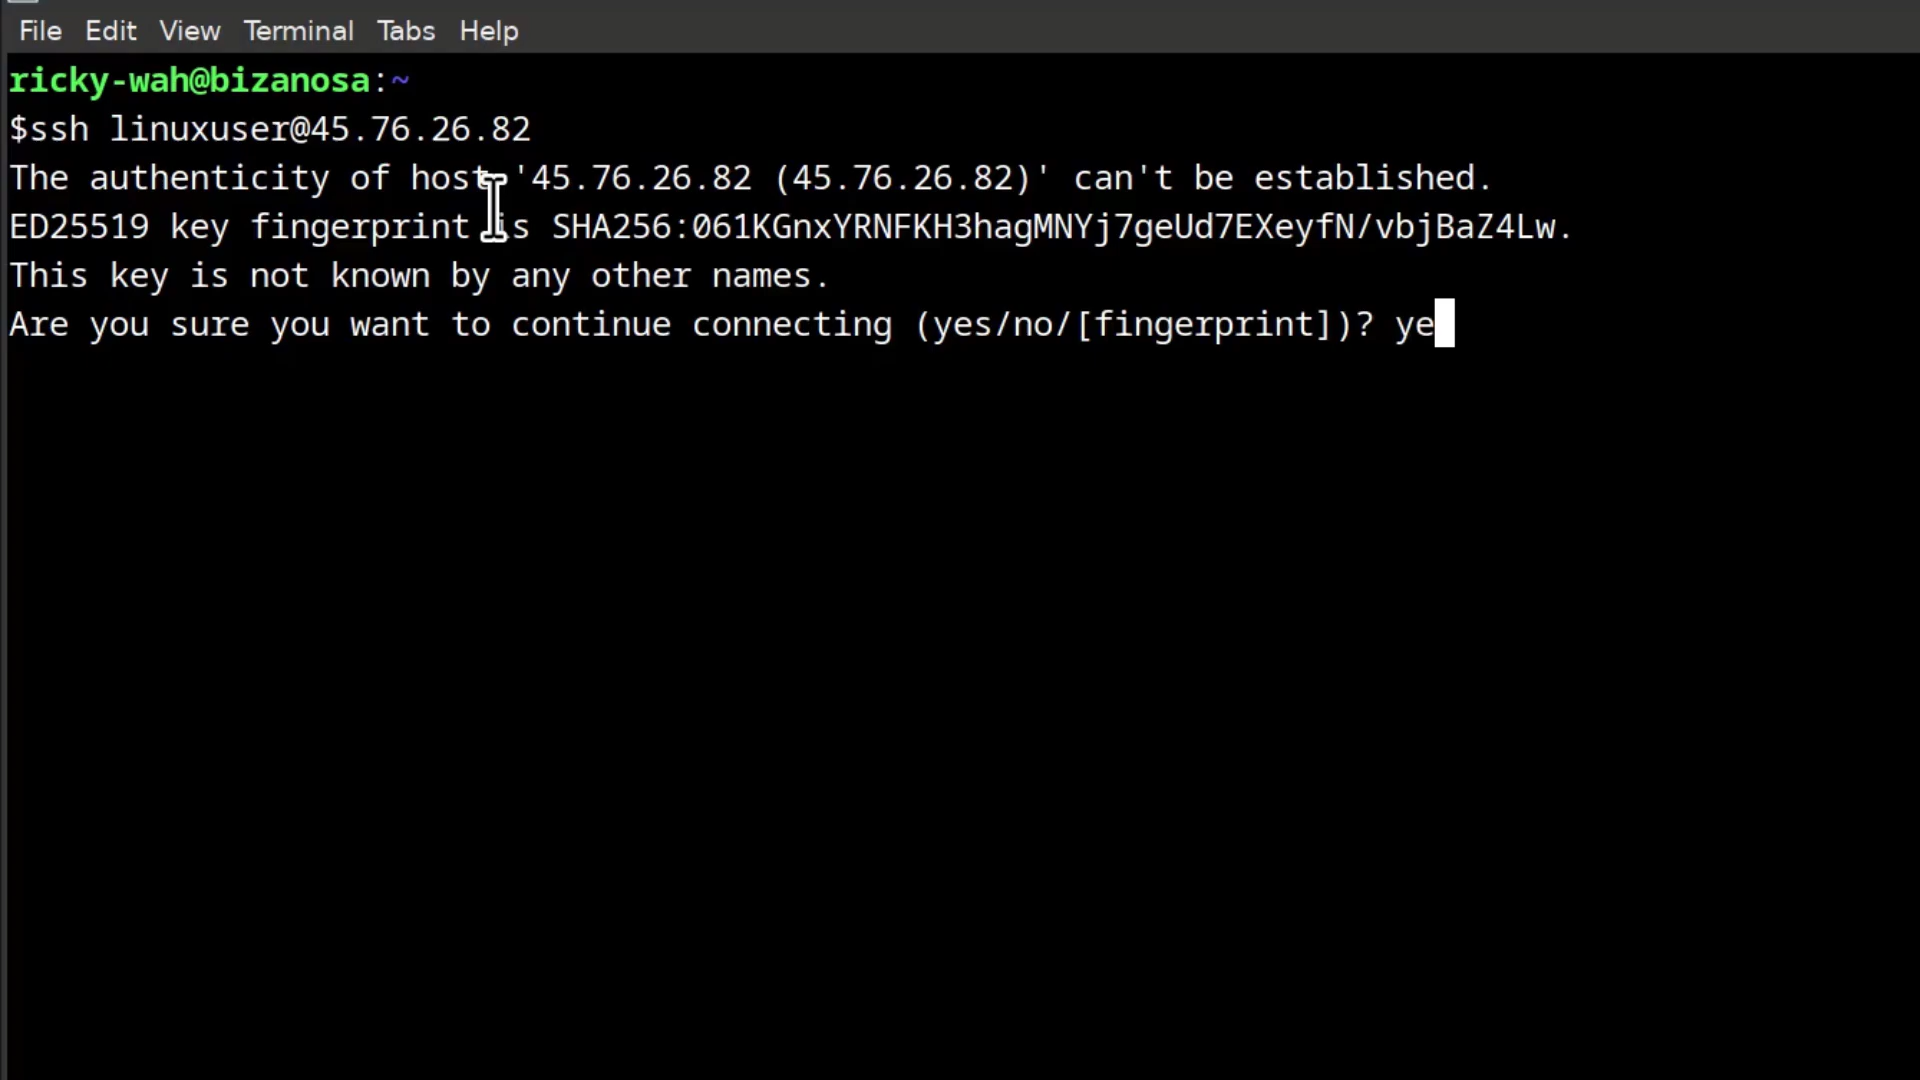 File Edit View Terminal Tabs Help
ricky-wah@bizanosa:~
$ssh linuxuser@45.76.26.82
The authenticity of host '45.76.26.82 (45.76.26.82)' can't be established.
ED25519 key fingerprint is SHA256:061KGnxYRNFKH3hagMNYj7geUd7EXeyfN/vbjBaZ4Lw.
This key is not known by any other names.
Are you sure you want to continue connecting (yes/no/[fingerprint])? ye